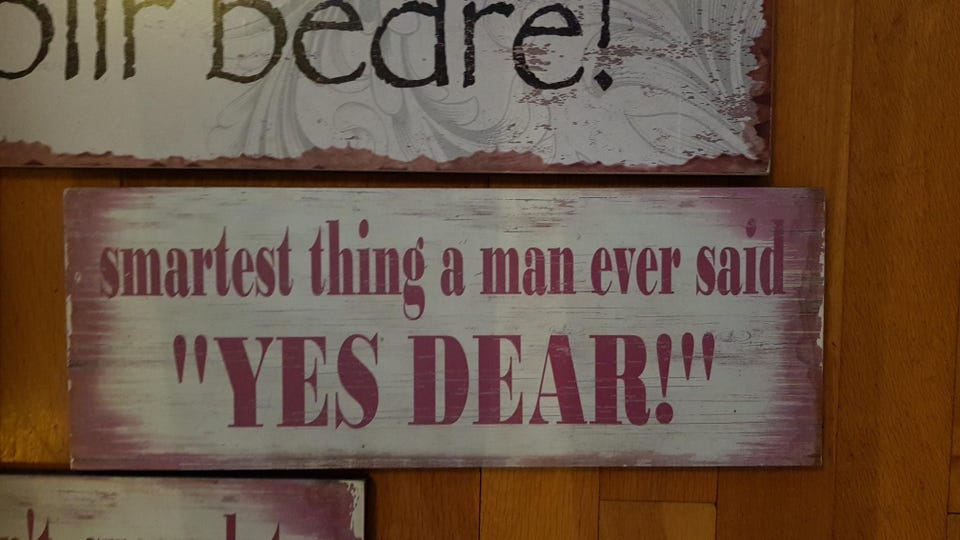 blir bedre!
smartest thing a man ever said
"YES DEAR!"